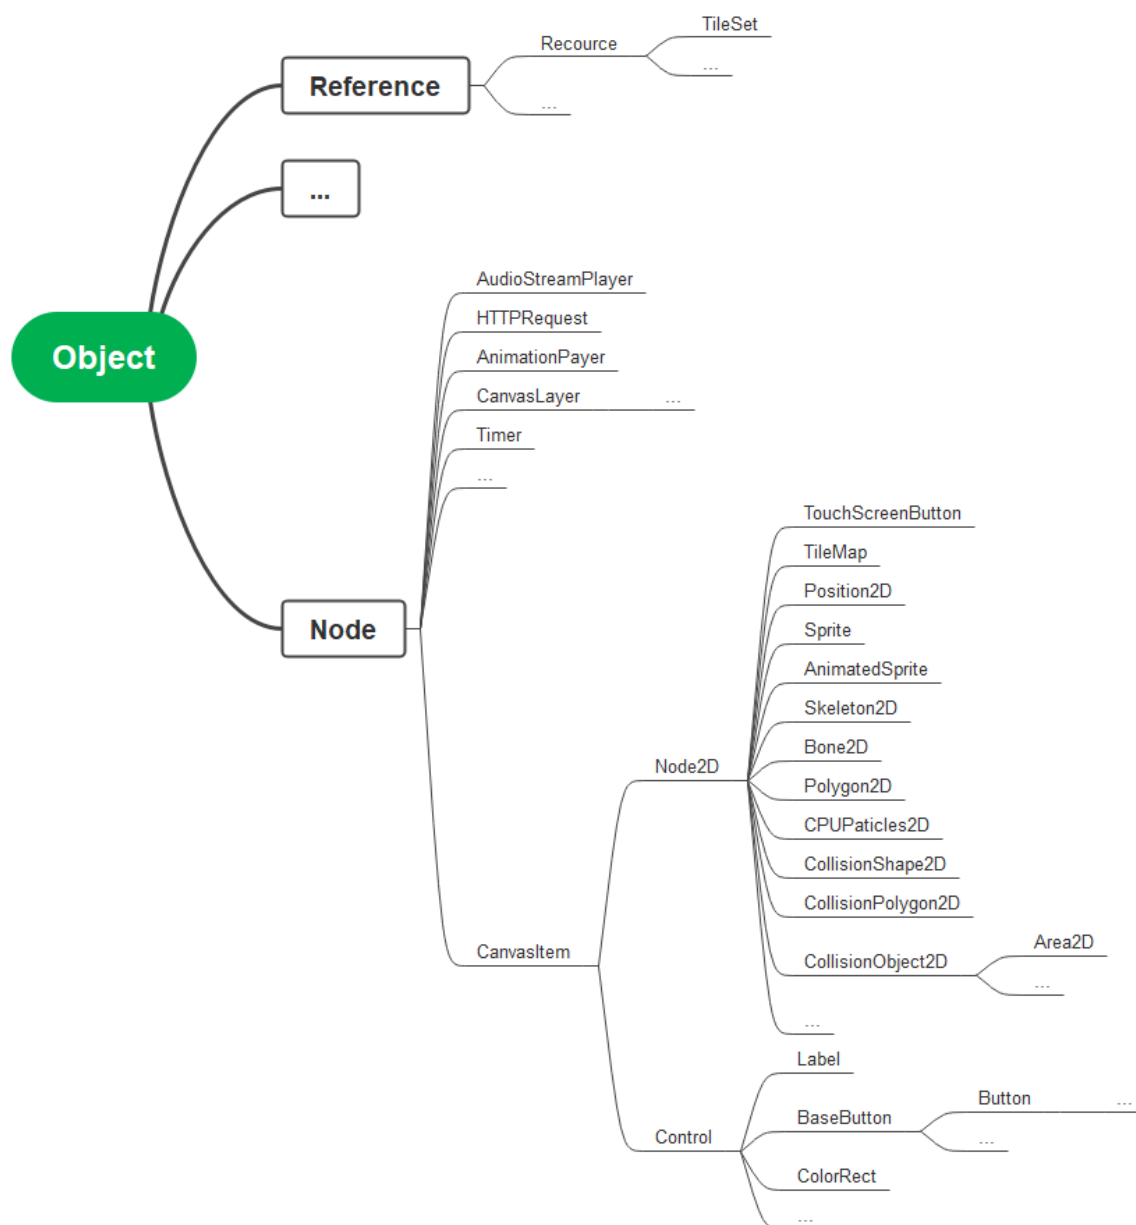 TileSet
Recource
...
Reference
...
...
AudioStreamPlayer
HTTPRequest
AnimationPayer
CanvasLayer ...
Object
Timer
...
TouchScreenButton
TileMap
Position2D
Node
Sprite
AnimatedSprite
Skeleton2D
Bone2D
Node2D
Polygon2D
CPUPaticles2D
CollisionShape2D
CollisionPolygon2D
Area2D
CanvasItem
CollisionObject2D
...
...
Label
Button ...
BaseButton
Control
...
ColorRect
...